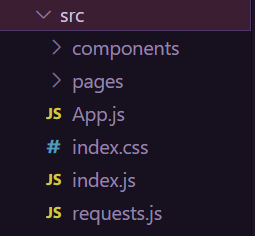 src
components
pages
JS App.js
# index.css
JS index.js
JS requests.js